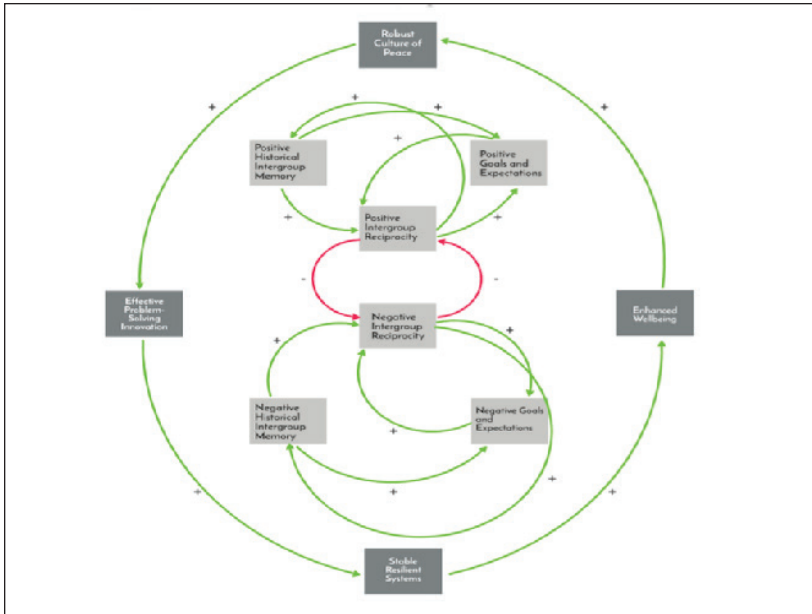 Robust
Culture of
Peace
+
+
+
+
+
Positive
Historical
Intergroup
Memory
Positive
Goals and
Expectations
+
+
Positive
Intergroup
Reciprocity
-
-
Effective
Problem-
Solving
Innovation
Enhanced
Wellbeing
Negative
Intergroup
Reciprocity
+
+
Negative
Historical
Intergroup
Memory
Negative Goals
and
Expectations
+
+
+
+
+
Stable
Resilient
Systems